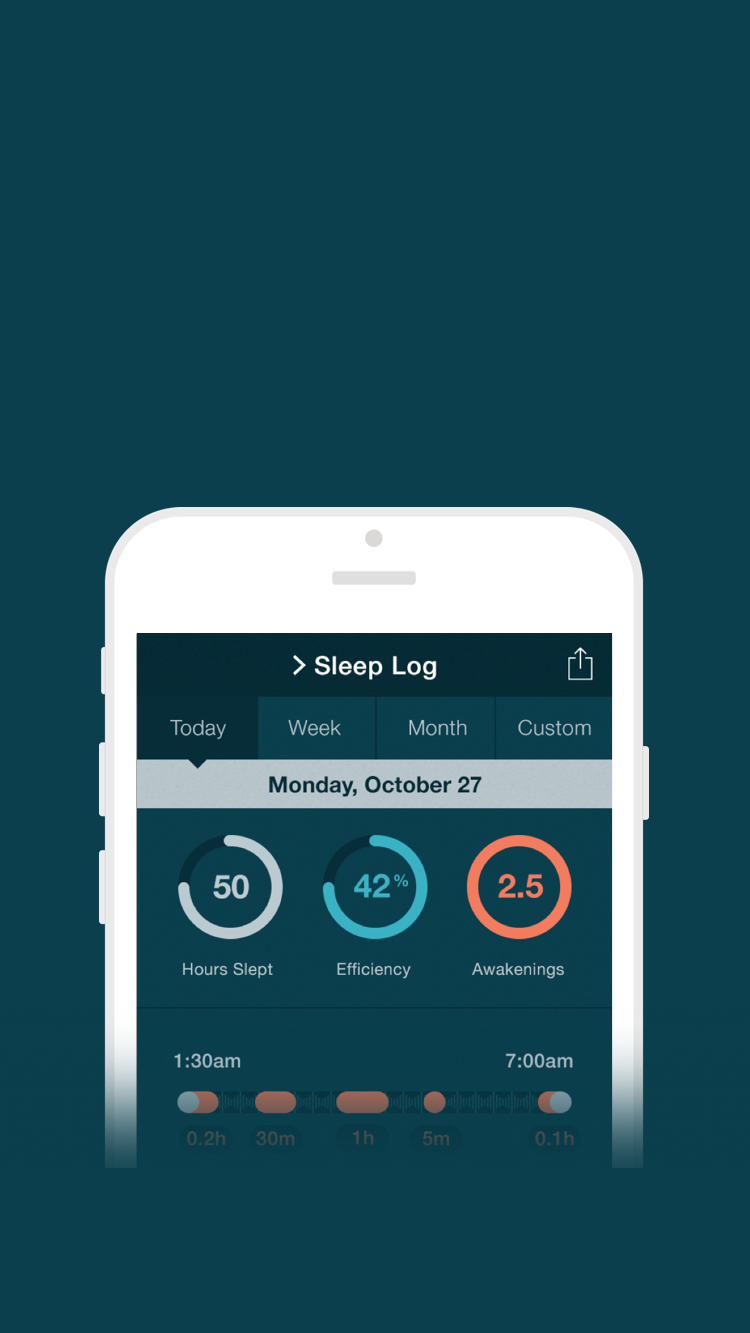 > Sleep Log
Today Week Month Custom
Monday, October 27
50 42% 2.5
Hours Slept Efficiency Awakenings
1:30am 7:00am
0.2h 30m 1h 5m 0.1h